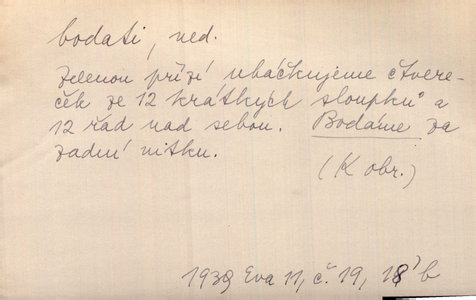 bodati, ned.
Zelenou přízí uháčkujeme čtvere-
ček ze 12 krátkých sloupků a
12 řad nad sebou. Bodáme za
zadní nitku.
(K obr.)
1939 Eva 11, č. 19, 18 b